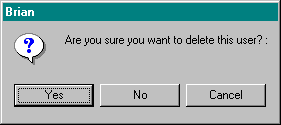 Brian
Are you sure you want to delete this user? :
Yes
No
Cancel